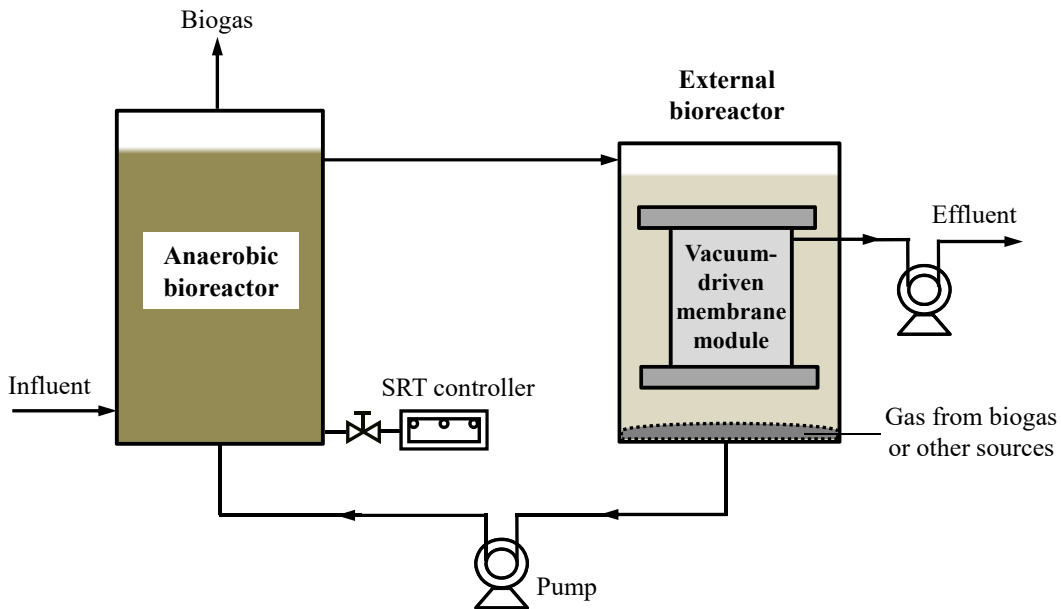 Biogas
External
bioreactor
Anaerobic
bioreactor
Vacuum-
driven
membrane
module
Effluent
Influent
SRT controller
Gas from biogas
or other sources
Pump